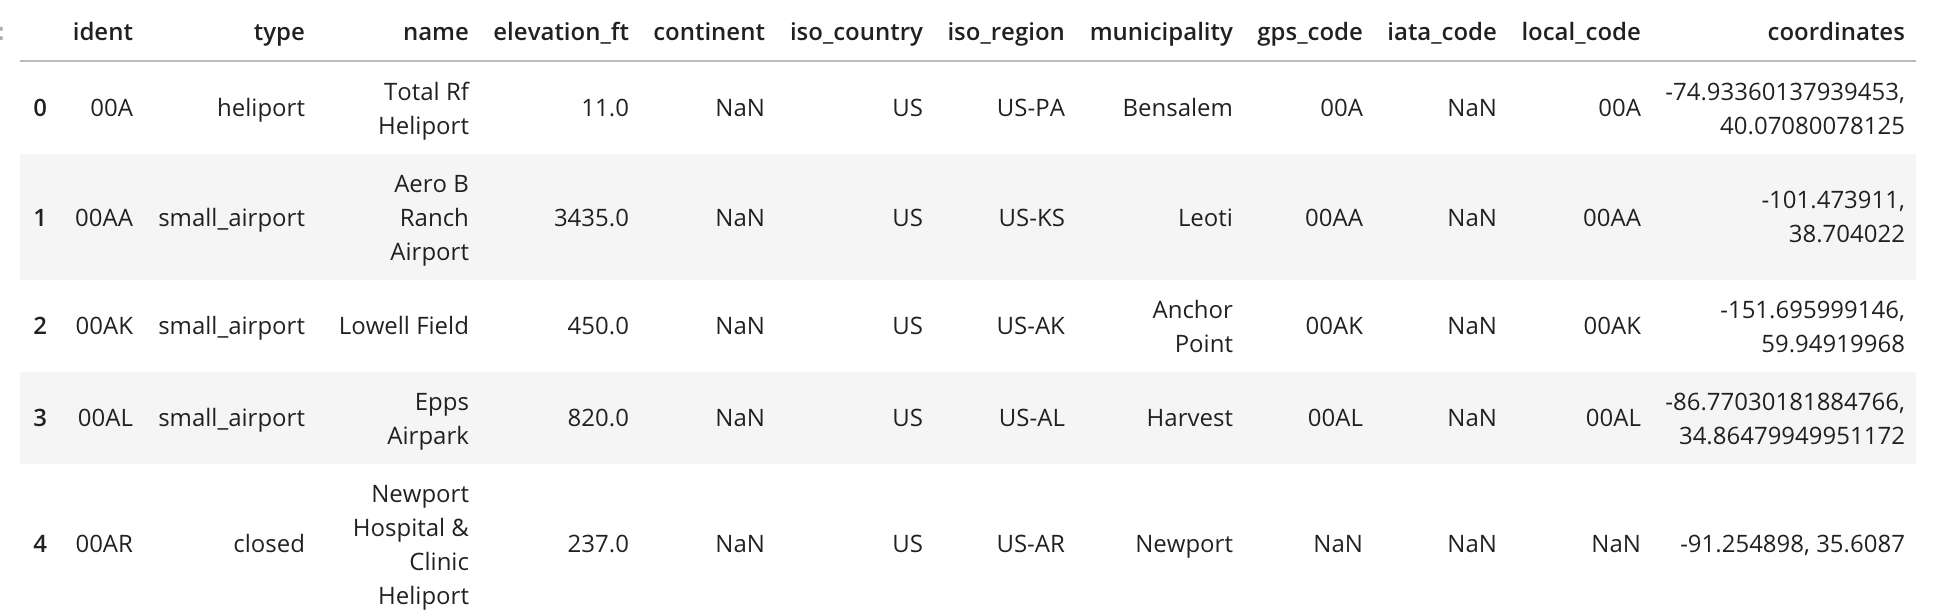 : ident type name elevation_ft continent iso_country iso_region municipality gps_code iata_code local_code coordinates
0 00A heliport Total Rf Heliport 11.0 NaN US US-PA Bensalem 00A NaN 00A -74.93360137939453, 40.07080078125
1 00AA small_airport Aero B Ranch Airport 3435.0 NaN US US-KS Leoti 00AA NaN 00AA -101.473911, 38.704022
2 00AK small_airport Lowell Field 450.0 NaN US US-AK Anchor Point 00AK NaN 00AK -151.695999146, 59.94919968
3 00AL small_airport Epps Airpark 820.0 NaN US US-AL Harvest 00AL NaN 00AL -86.77030181884766, 34.86479949951172
4 00AR closed Newport Hospital & Clinic Heliport 237.0 NaN US US-AR Newport NaN NaN NaN -91.254898, 35.6087